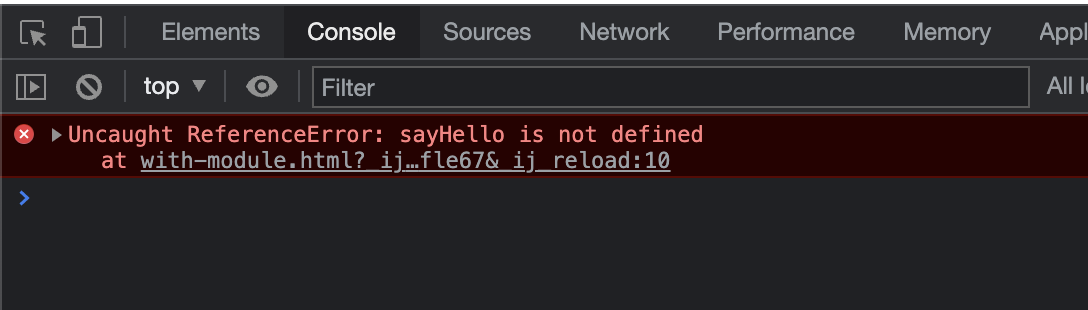 Elements Console Sources Network Performance Memory Appl
top Filter All l
Uncaught ReferenceError: sayHello is not defined
at with-module.html?_ij…fle67&_ij_reload:10